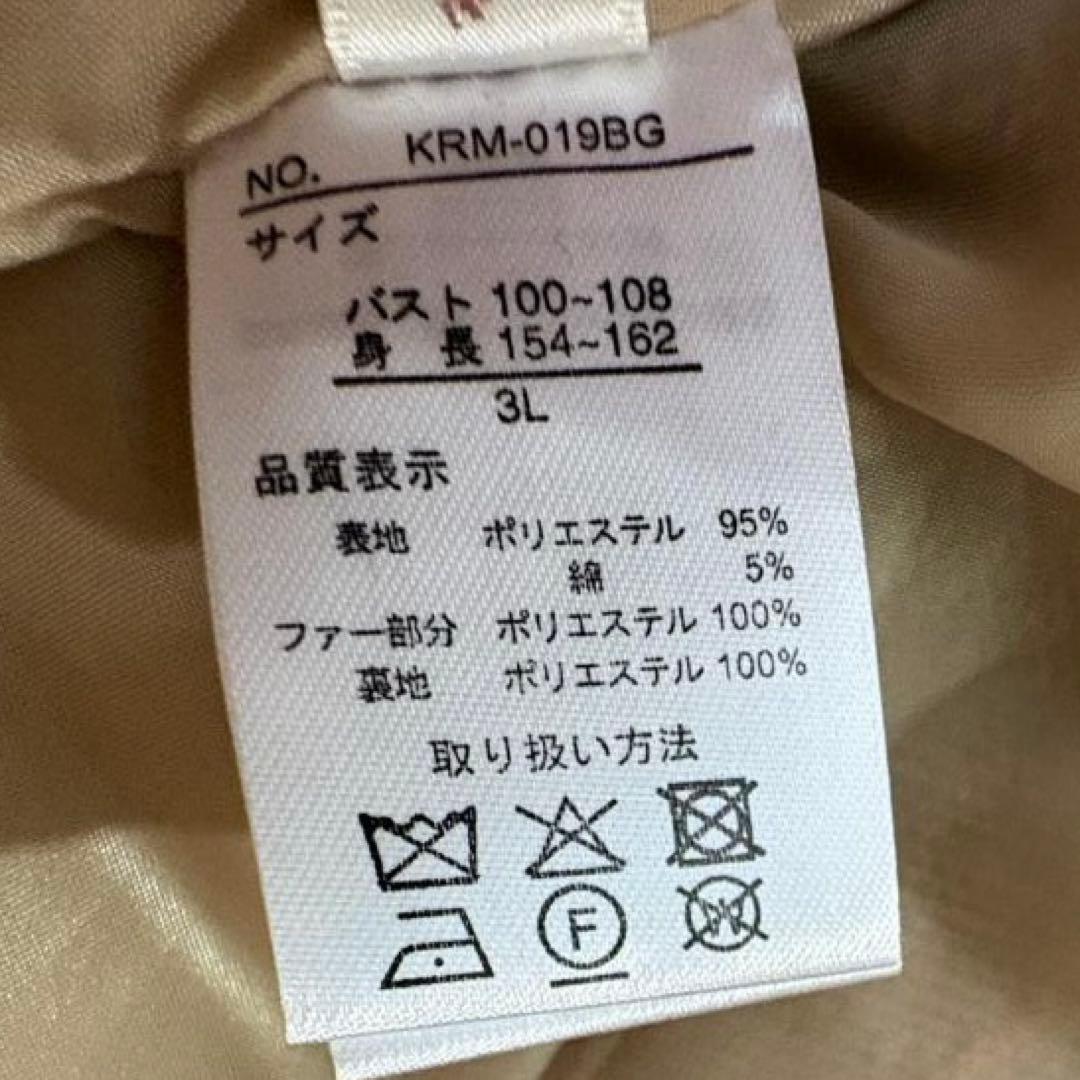 NO. KRM-019BG
サイズ
バスト 100~108
身 長 154~162
3L
品質表示
表地 ポリエステル 95%
綿 5%
ファー部分 ポリエステル 100%
裏地 ポリエステル 100%
取り扱い方法
F
W